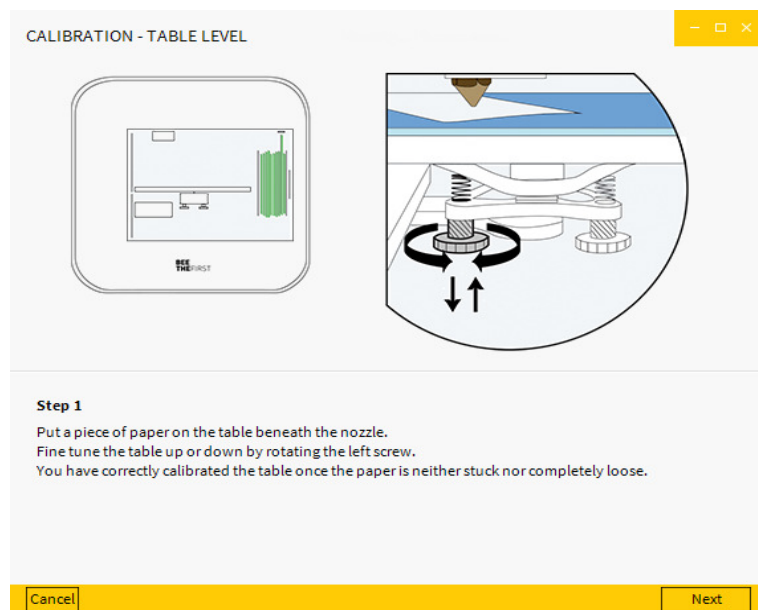 CALIBRATION - TABLE LEVEL
BEE
THEFIRST
Step 1
Put a piece of paper on the table beneath the nozzle.
Fine tune the table up or down by rotating the left screw.
You have correctly calibrated the table once the paper is neither stuck nor completely loose.
Cancel
Next